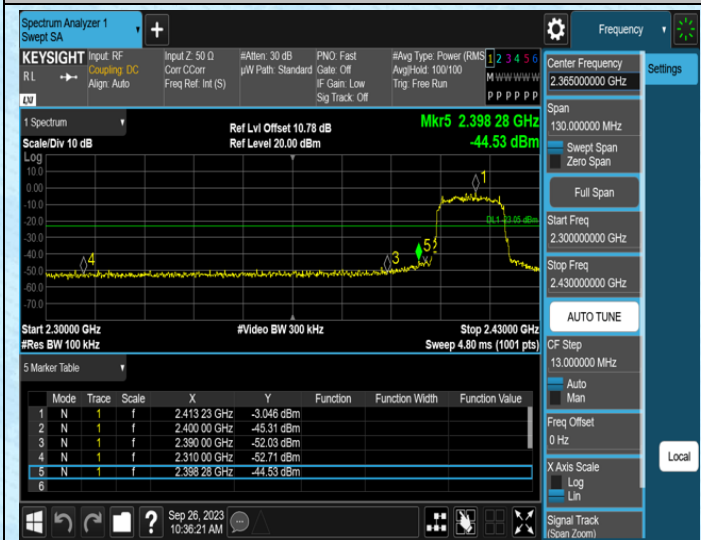 Spectrum Analyzer 1
Swept SA
+
Frequency
KEYSIGHT
RL
LXI
Input: RF
Coupling: DC
Align: Auto
Input Z: 50 Ω
Corr CCorr
Freq Ref: Int (S)
#Atten: 30 dB
µW Path: Standard
PNO: Fast
Gate: Off
IF Gain: Low
Sig Track: Off
#Avg Type: Power (RMS
Avg|Hold: 100/100
Trig: Free Run
1 2 3 4 5 6
M W W W W W
P P P P P P
1 Spectrum
Scale/Div 10 dB
Ref Lvl Offset 10.78 dB
Ref Level 20.00 dBm
Mkr5 2.398 28 GHz
-44.53 dBm
Log
10.0
0.00
-10.0
-20.0
-30.0
-40.0
-50.0
-60.0
-70.0
1
DL1 -23.05 dBm
5
2
3
4
Start 2.30000 GHz
#Res BW 100 kHz
#Video BW 300 kHz
Stop 2.43000 GHz
Sweep 4.80 ms (1001 pts)
5 Marker Table
Mode Trace Scale X Y Function Function Width Function Value
1 N 1 f 2.413 23 GHz -3.046 dBm
2 N 1 f 2.400 00 GHz -45.31 dBm
3 N 1 f 2.390 00 GHz -52.03 dBm
4 N 1 f 2.310 00 GHz -52.71 dBm
5 N 1 f 2.398 28 GHz -44.53 dBm
6
?
Sep 26, 2023
10:36:21 AM
Center Frequency
2.365000000 GHz
Span
130.000000 MHz
Swept Span
Zero Span
Full Span
Start Freq
2.300000000 GHz
Stop Freq
2.430000000 GHz
AUTO TUNE
CF Step
13.000000 MHz
Auto
Man
Freq Offset
0 Hz
X Axis Scale
Log
Lin
Signal Track
(Span Zoom)
Settings
Local